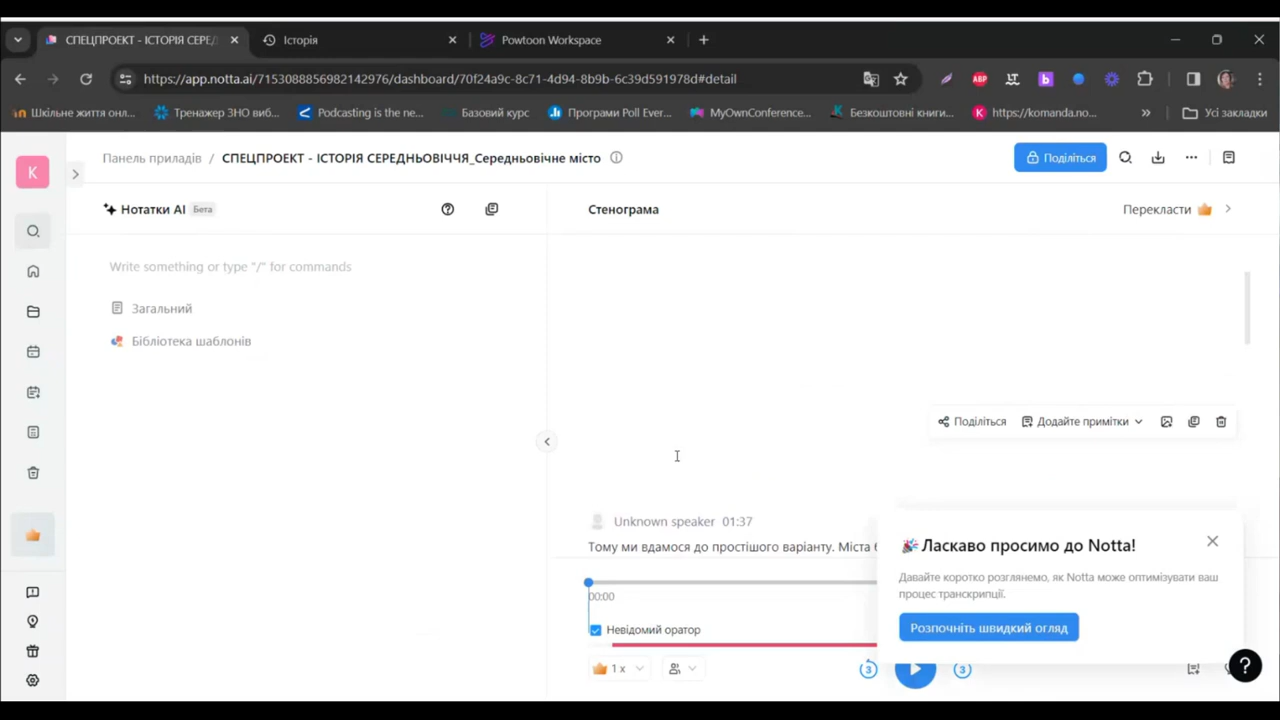 СПЕЦПРОЕКТ - ІСТОРІЯ СЕРЕД
Історія
Powtoon Workspace
https://app.notta.ai/7153088856982142976/dashboard/70f24a9c-8c71-4d94-8b9b-6c39d591978d#detail
ABP
Шкільне життя онл...
Тренажер ЗНО виб...
Podcasting is the ne...
Базовий курс
Програми Poll Ever...
MyOwnConference...
Безкоштовні книги...
https://komanda.no...
»
Усі закладки
K
Панель приладів / СПЕЦПРОЕКТ - ІСТОРІЯ СЕРЕДНЬОВІЧЧЯ_Середньовічне місто
Поділіться
Нотатки AI Бета
Стенограма
Перекласти
Write something or type "/" for commands
Загальний
Бібліотека шаблонів
Поділіться
Додайте примітки
Unknown speaker 01:37
Тому ми вдамося до простішого варіанту. Міста
Ласкаво просимо до Notta!
Давайте коротко розглянемо, як Notta може оптимізувати ваш
процес транскрипції.
Розпочніть швидкий огляд
00:00
Невідомий оратор
1 x
3
3
?